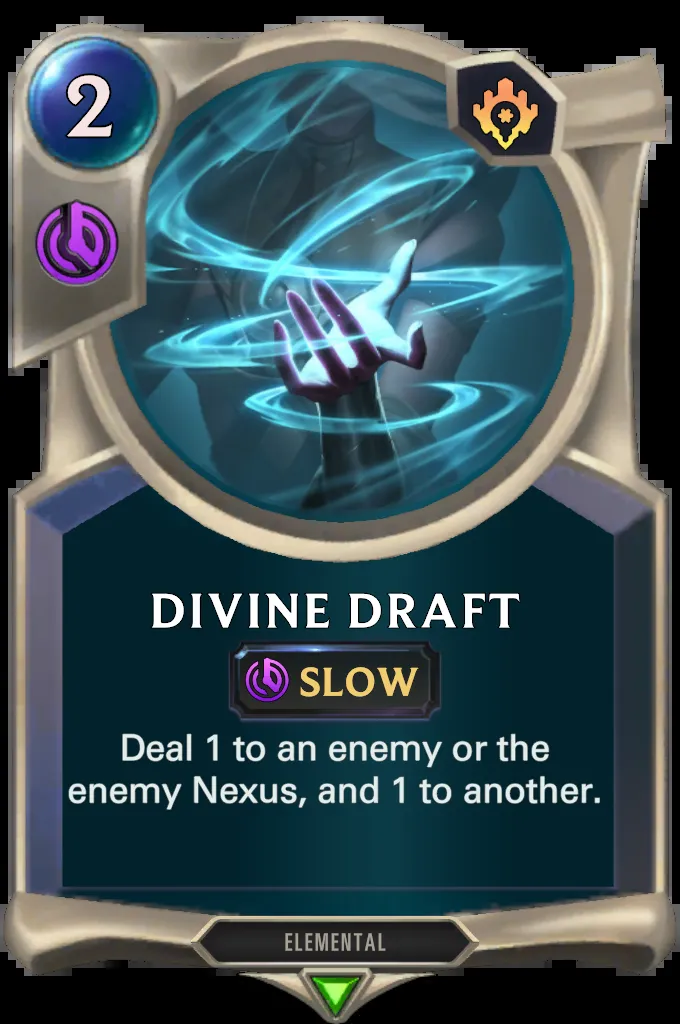 2
DIVINE DRAFT
SLOW
Deal 1 to an enemy or the
enemy Nexus, and 1 to another.
ELEMENTAL